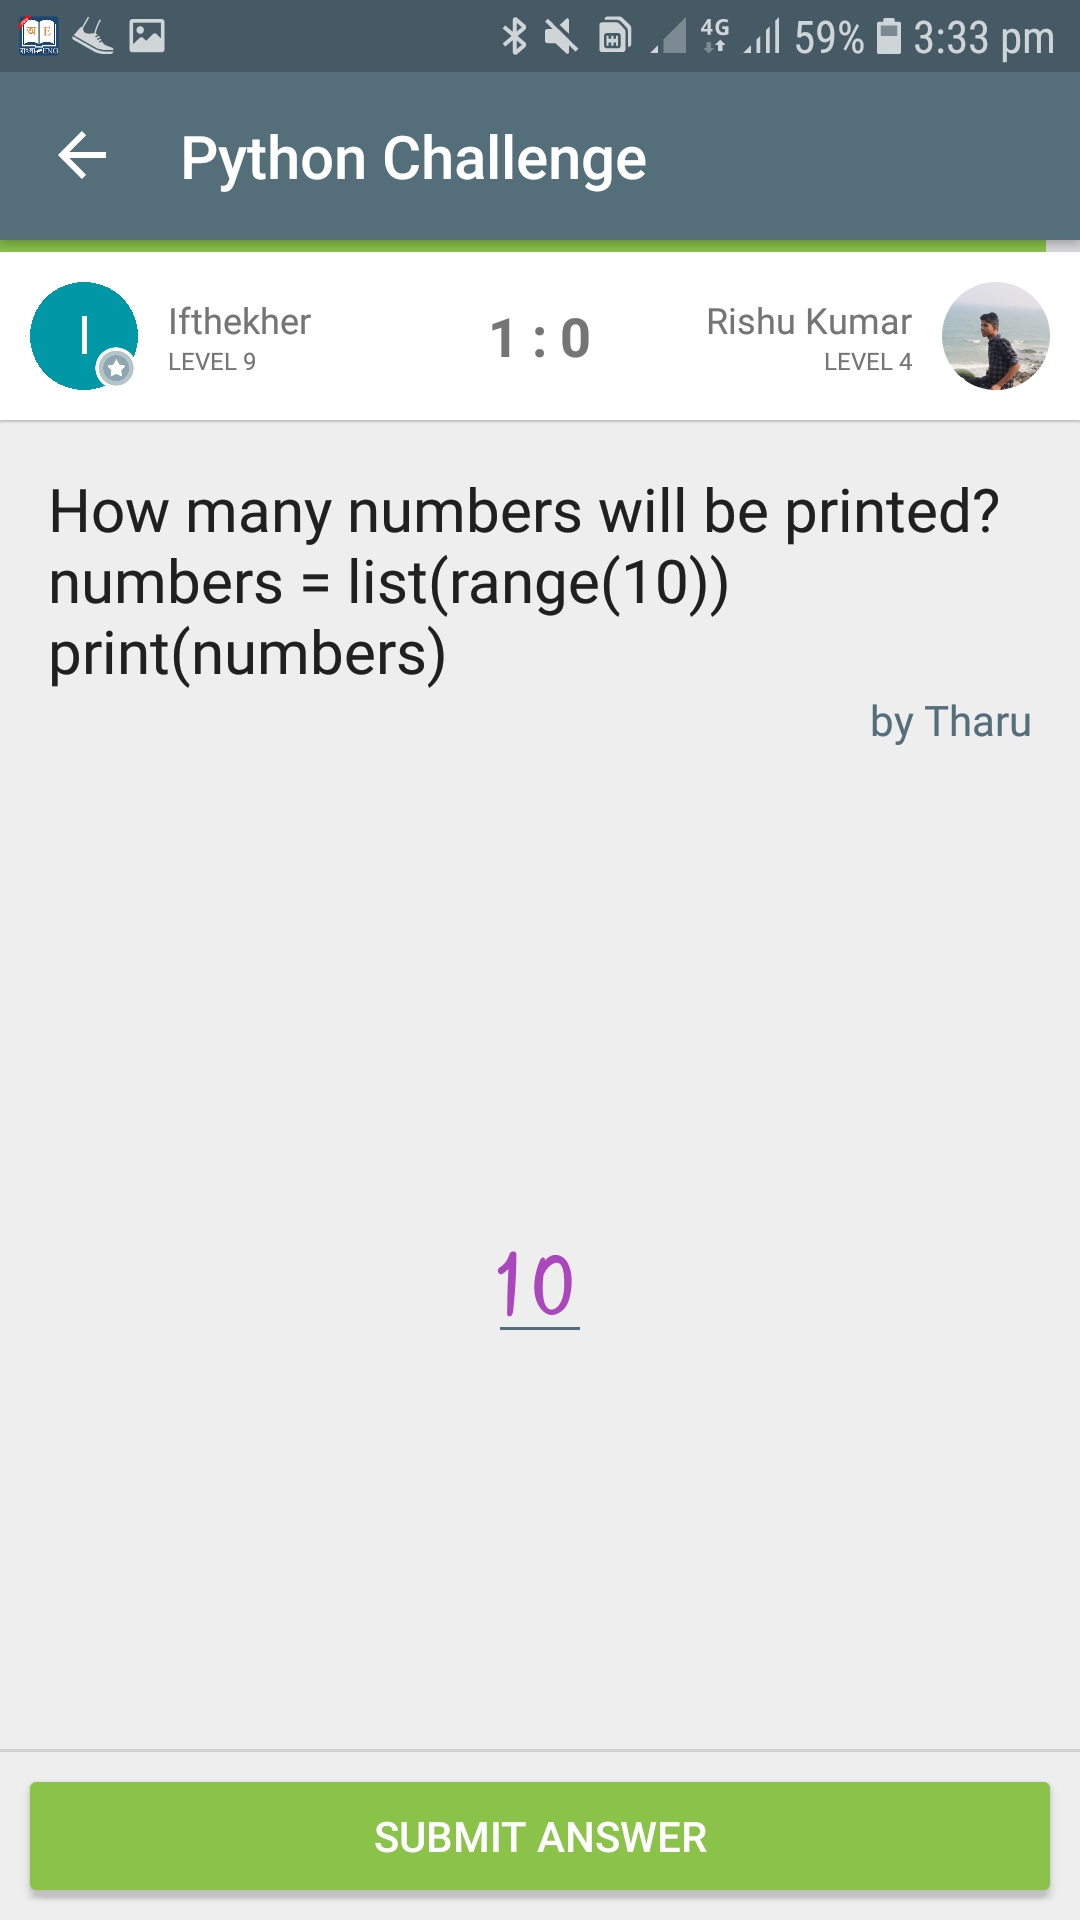 4G 59% 3:33 pm
Python Challenge
I
Ifthekher
LEVEL 9
1 : 0
Rishu Kumar
LEVEL 4
How many numbers will be printed?
numbers = list(range(10))
print(numbers)
by Tharu
10
SUBMIT ANSWER